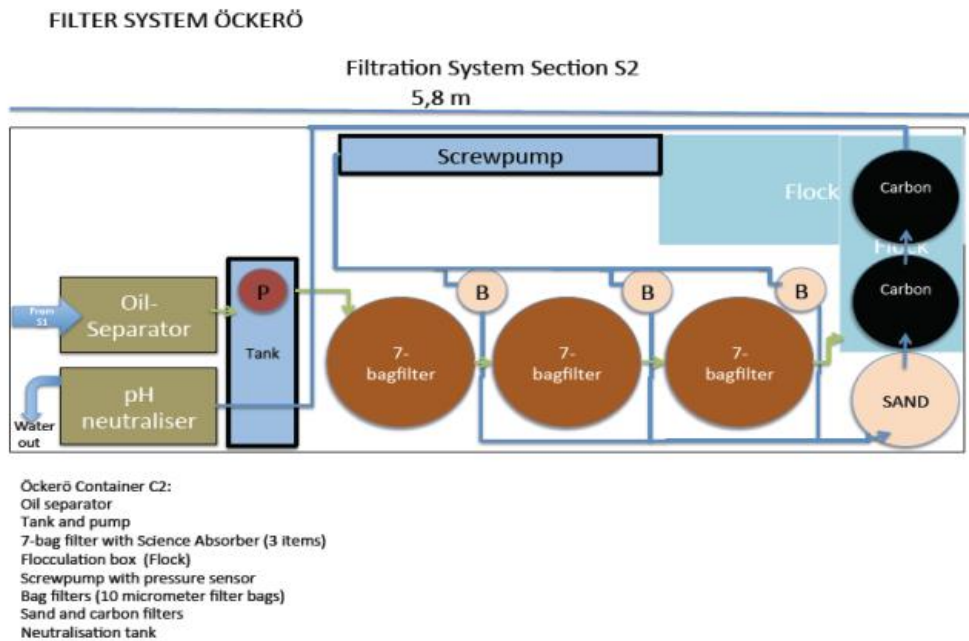 FILTER SYSTEM ÖCKERÖ
Filtration System Section S2
5,8 m
Screwpump
Flock
Carbon
Flock
Carbon
From
S1
Oil-
Separator
P
Tank
B
B
B
7-
bagfilter
7-
bagfilter
7-
bagfilter
SAND
pH
neutraliser
Water
out
Öckerö Container C2:
Oil separator
Tank and pump
7-bag filter with Science Absorber (3 items)
Flocculation box (Flock)
Screwpump with pressure sensor
Bag filters (10 micrometer filter bags)
Sand and carbon filters
Neutralisation tank